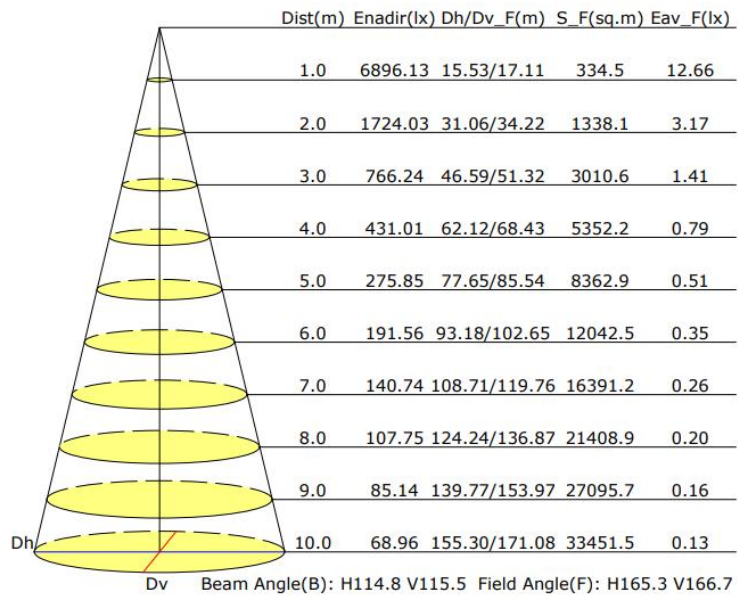 Dist(m) Enadir(lx) Dh/Dv_F(m) S_F(sq.m) Eav_F(lx)
1.0 6896.13 15.53/17.11 334.5 12.66
2.0 1724.03 31.06/34.22 1338.1 3.17
3.0 766.24 46.59/51.32 3010.6 1.41
4.0 431.01 62.12/68.43 5352.2 0.79
5.0 275.85 77.65/85.54 8362.9 0.51
6.0 191.56 93.18/102.65 12042.5 0.35
7.0 140.74 108.71/119.76 16391.2 0.26
8.0 107.75 124.24/136.87 21408.9 0.20
9.0 85.14 139.77/153.97 27095.7 0.16
Dh 10.0 68.96 155.30/171.08 33451.5 0.13
Dv Beam Angle(B): H114.8 V115.5 Field Angle(F): H165.3 V166.7